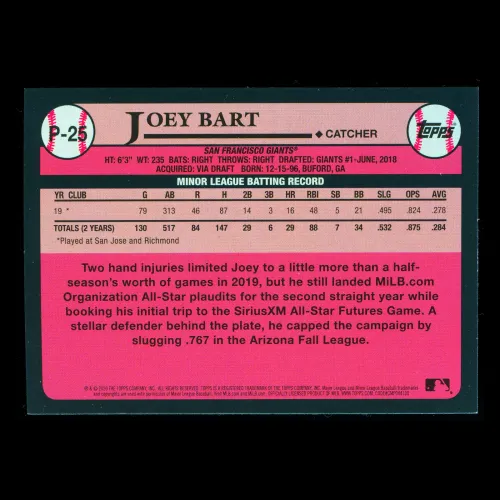 P-25
JOEY BART
CATCHER
Topps
SAN FRANCISCO GIANTS®
HT: 6'3" WT: 235 BATS: RIGHT THROWS: RIGHT DRAFTED: GIANTS #1-JUNE, 2018
ACQUIRED: VIA DRAFT BORN: 12-15-96, BUFORD, GA
MINOR LEAGUE BATTING RECORD
YR CLUB G AB R H 2B 3B HR RBI SB BB SLG OPS AVG
19 * 79 313 46 87 14 3 16 48 5 21 .495 .824 .278
TOTALS (2 YEARS) 130 517 84 147 29 6 29 88 7 34 .532 .875 .284
*Played at San Jose and Richmond
Two hand injuries limited Joey to a little more than a half-
season's worth of games in 2019, but he still landed MiLB.com
Organization All-Star plaudits for the second straight year while
booking his initial trip to the SiriusXM All-Star Futures Game. A
stellar defender behind the plate, he capped the campaign by
slugging .767 in the Arizona Fall League.